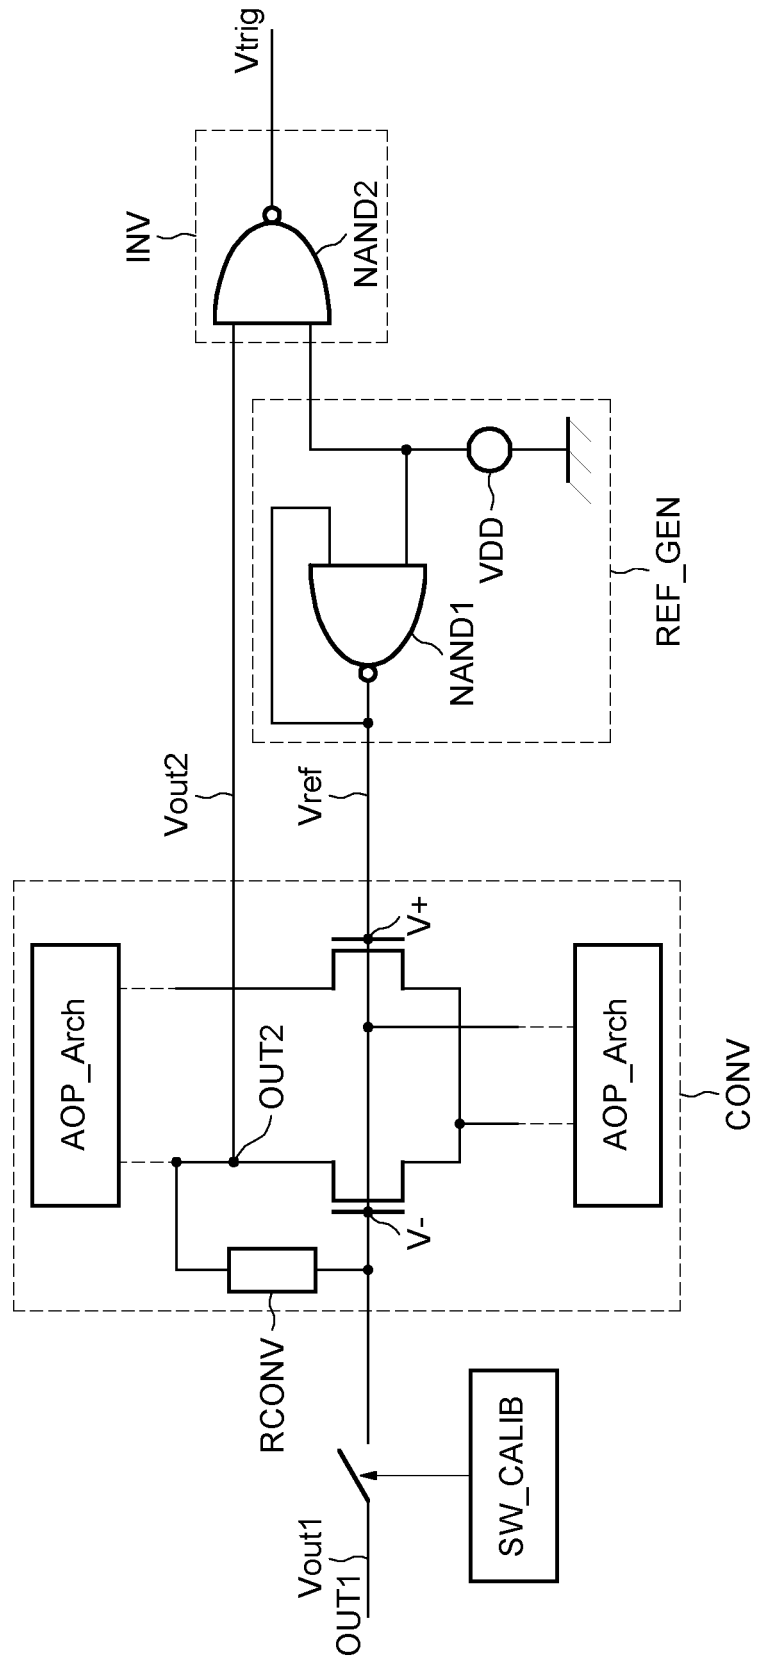 Vtrig
INV
NAND2
VDD
REF_GEN
NAND1
Vout2
Vref
V+
AOP_Arch
AOP_Arch
OUT2
CONV
V-
RCONV
SW_CALIB
Vout1
OUT1